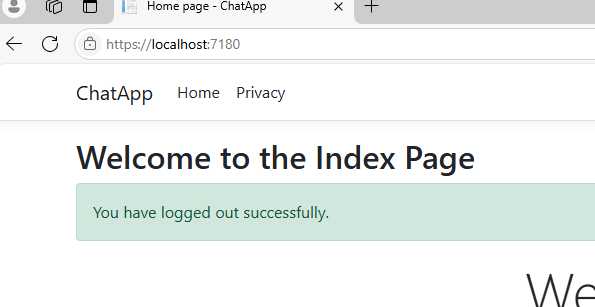 Home page - ChatApp
https://localhost:7180
ChatApp Home Privacy
Welcome to the Index Page
You have logged out successfully.